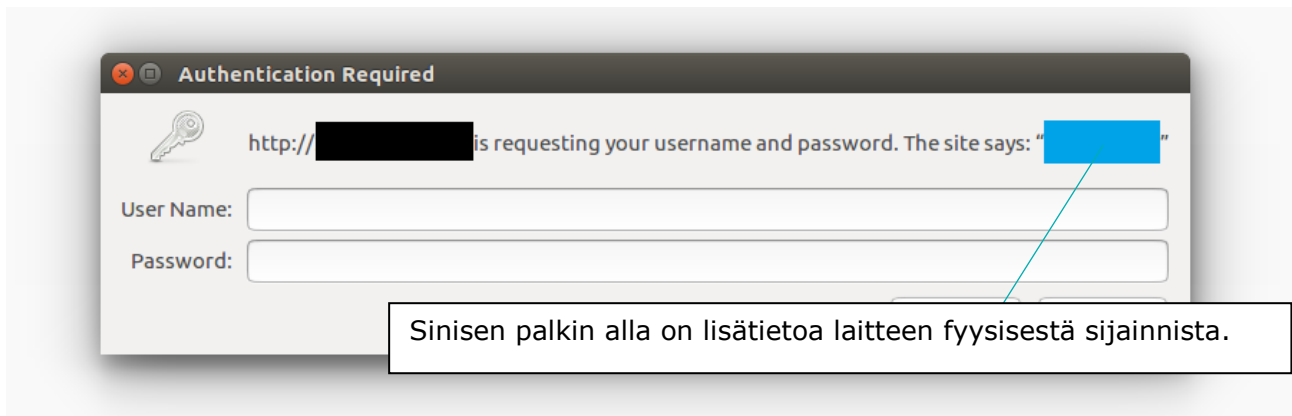 Authentication Required
http:// is requesting your username and password. The site says: “ ”
User Name:
Password:
Sinisen palkin alla on lisätietoa laitteen fyysisestä sijainnista.